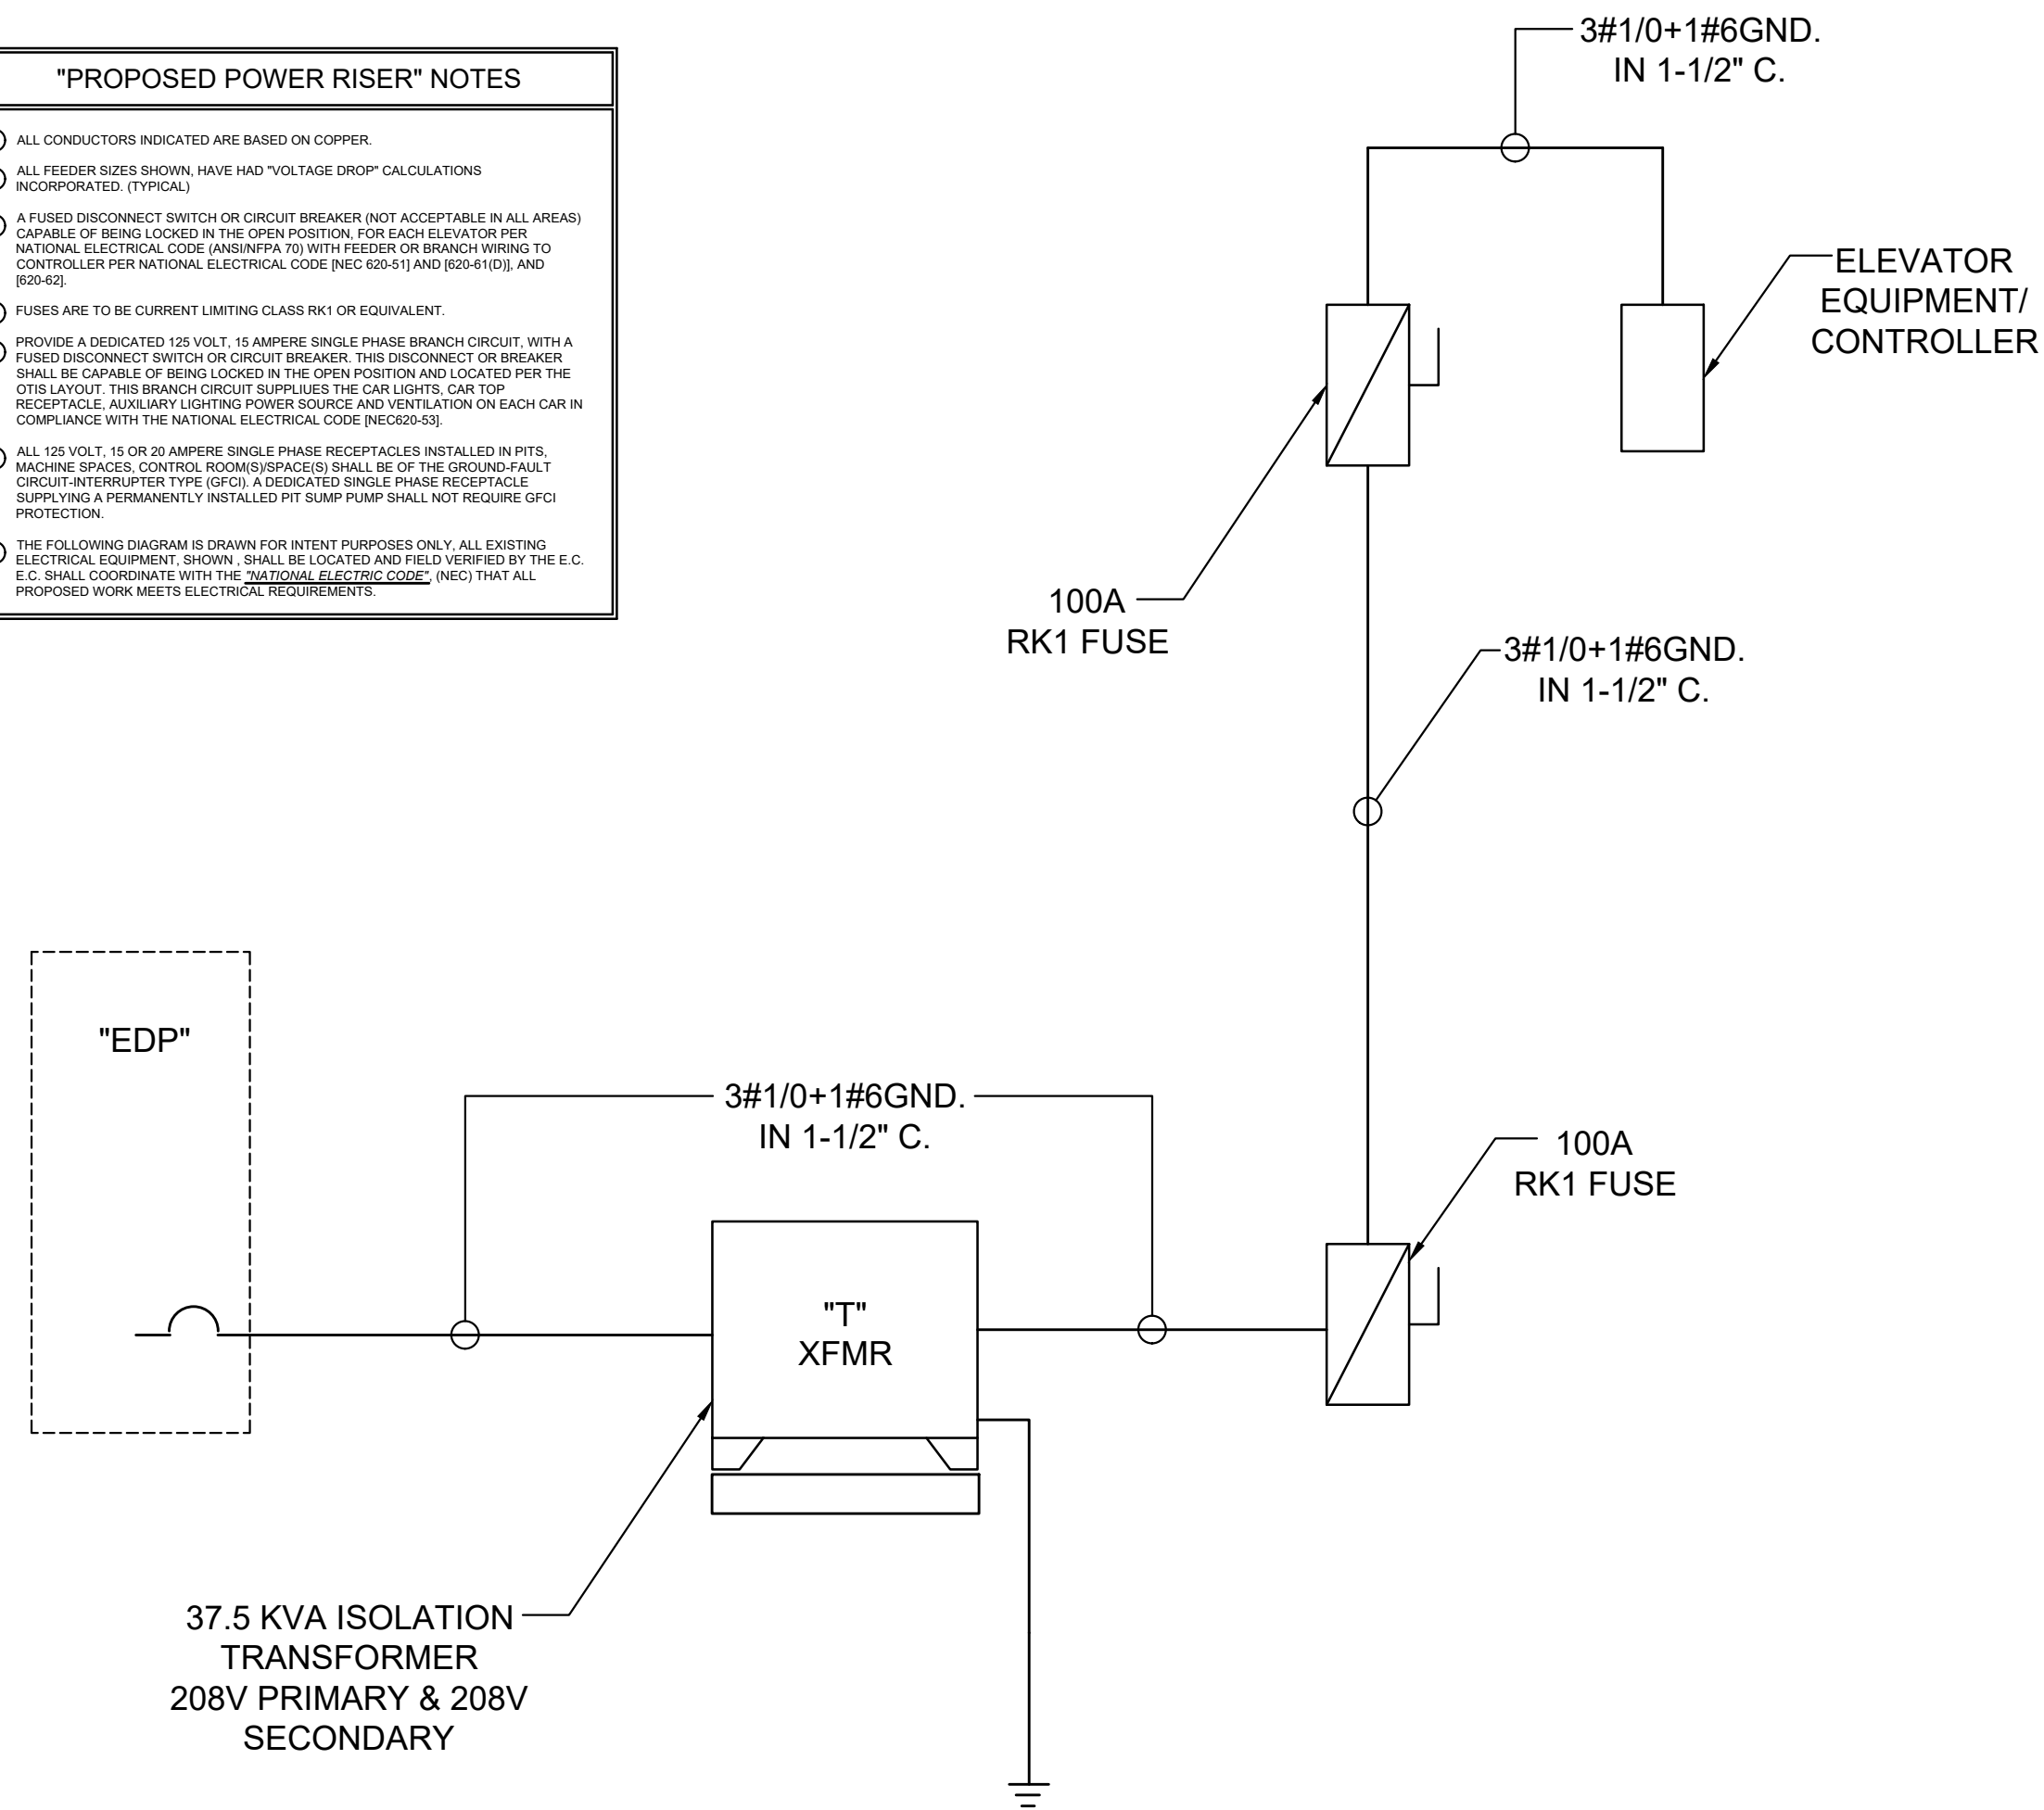 "PROPOSED POWER RISER" NOTES
ALL CONDUCTORS INDICATED ARE BASED ON COPPER.
ALL FEEDER SIZES SHOWN, HAVE HAD "VOLTAGE DROP" CALCULATIONS
INCORPORATED. (TYPICAL)
A FUSED DISCONNECT SWITCH OR CIRCUIT BREAKER (NOT ACCEPTABLE IN ALL AREAS)
CAPABLE OF BEING LOCKED IN THE OPEN POSITION, FOR EACH ELEVATOR PER
NATIONAL ELECTRICAL CODE (ANSI/NFPA 70) WITH FEEDER OR BRANCH WIRING TO
CONTROLLER PER NATIONAL ELECTRICAL CODE [NEC 620-51] AND [620-61(D)], AND
[620-62].
FUSES ARE TO BE CURRENT LIMITING CLASS RK1 OR EQUIVALENT.
PROVIDE A DEDICATED 125 VOLT, 15 AMPERE SINGLE PHASE BRANCH CIRCUIT, WITH A
FUSED DISCONNECT SWITCH OR CIRCUIT BREAKER. THIS DISCONNECT OR BREAKER
SHALL BE CAPABLE OF BEING LOCKED IN THE OPEN POSITION AND LOCATED PER THE
OTIS LAYOUT. THIS BRANCH CIRCUIT SUPPLIUES THE CAR LIGHTS, CAR TOP
RECEPTACLE, AUXILIARY LIGHTING POWER SOURCE AND VENTILATION ON EACH CAR IN
COMPLIANCE WITH THE NATIONAL ELECTRICAL CODE [NEC620-53].
ALL 125 VOLT, 15 OR 20 AMPERE SINGLE PHASE RECEPTACLES INSTALLED IN PITS,
MACHINE SPACES, CONTROL ROOM(S)/SPACE(S) SHALL BE OF THE GROUND-FAULT
CIRCUIT-INTERRUPTER TYPE (GFCI). A DEDICATED SINGLE PHASE RECEPTACLE
SUPPLYING A PERMANENTLY INSTALLED PIT SUMP PUMP SHALL NOT REQUIRE GFCI
PROTECTION.
THE FOLLOWING DIAGRAM IS DRAWN FOR INTENT PURPOSES ONLY, ALL EXISTING
ELECTRICAL EQUIPMENT, SHOWN , SHALL BE LOCATED AND FIELD VERIFIED BY THE E.C.
E.C. SHALL COORDINATE WITH THE "NATIONAL ELECTRIC CODE", (NEC) THAT ALL
PROPOSED WORK MEETS ELECTRICAL REQUIREMENTS.
3#1/0+1#6GND.
IN 1-1/2" C.
ELEVATOR
EQUIPMENT/
CONTROLLER
100A
RK1 FUSE
3#1/0+1#6GND.
IN 1-1/2" C.
"EDP"
3#1/0+1#6GND.
IN 1-1/2" C.
100A
RK1 FUSE
"T"
XFMR
37.5 KVA ISOLATION
TRANSFORMER
208V PRIMARY & 208V
SECONDARY